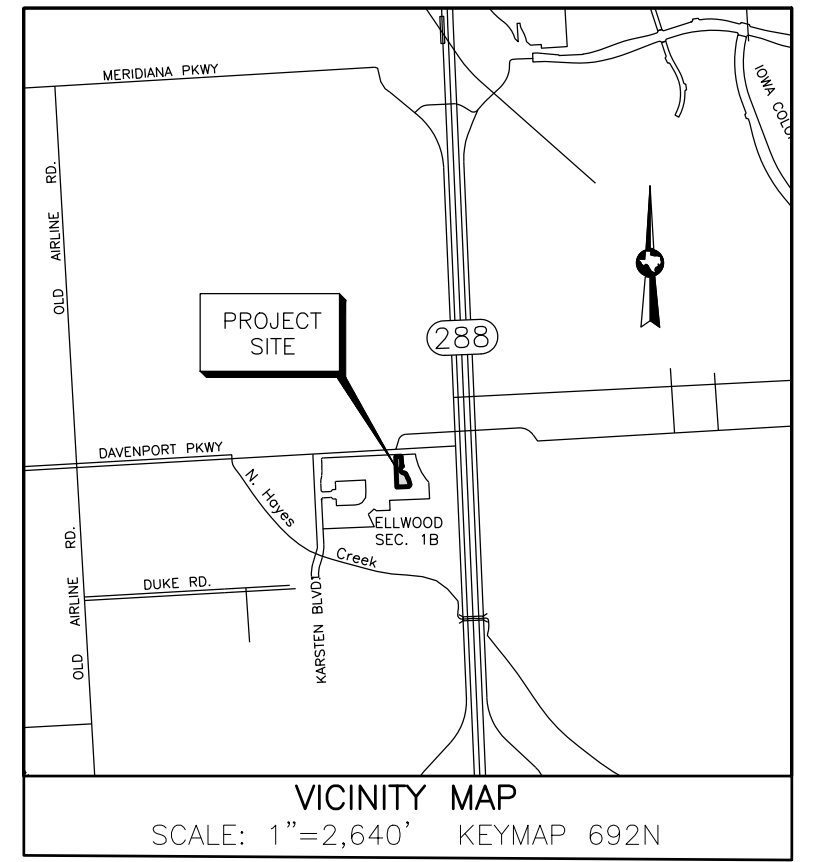 MERIDIANA PKWY
IOWA COLO
OLD AIRLINE RD.
PROJECT
SITE
288
DAVENPORT PKWY
N. Hayes
Creek
ELLWOOD
SEC. 1B
OLD AIRLINE RD.
DUKE RD.
KARSTEN BLVD.
VICINITY MAP
SCALE: 1"=2,640' KEYMAP 692N